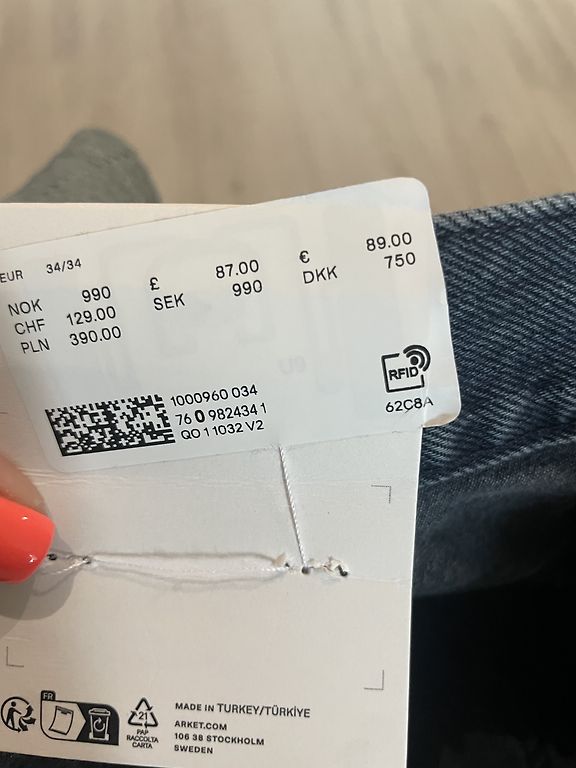 EUR 34/34
NOK 990 £ 87.00 € 89.00
CHF 129.00 SEK 990 DKK 750
PLN 390.00
RFID
62C8A
1000960 034
76 0 982434 1
QO 1 1032 V2
FR
21
PAP
RACCOLTA
CARTA
MADE IN TURKEY/TÜRKİYE
ARKET.COM
106 38 STOCKHOLM
SWEDEN